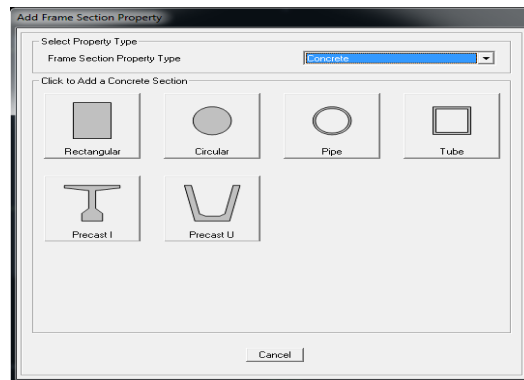 Add Frame Section Property
Select Property Type
Frame Section Property Type Concrete
Click to Add a Concrete Section
Rectangular Circular Pipe Tube
Precast I Precast U
Cancel